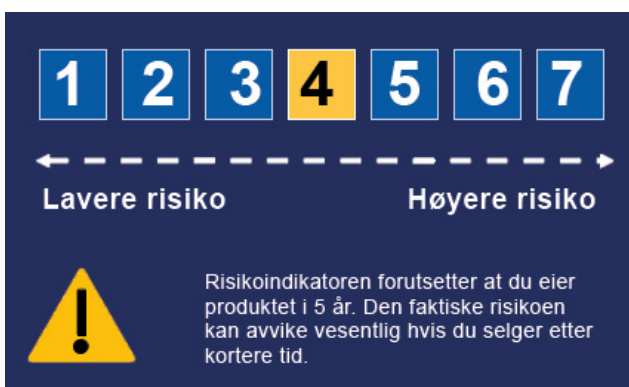 1 2 3 4 5 6 7
Lavere risiko Høyere risiko
Risikoindikatoren forutsetter at du eier
produktet i 5 år. Den faktiske risikoen
kan avvike vesentlig hvis du selger etter
kortere tid.